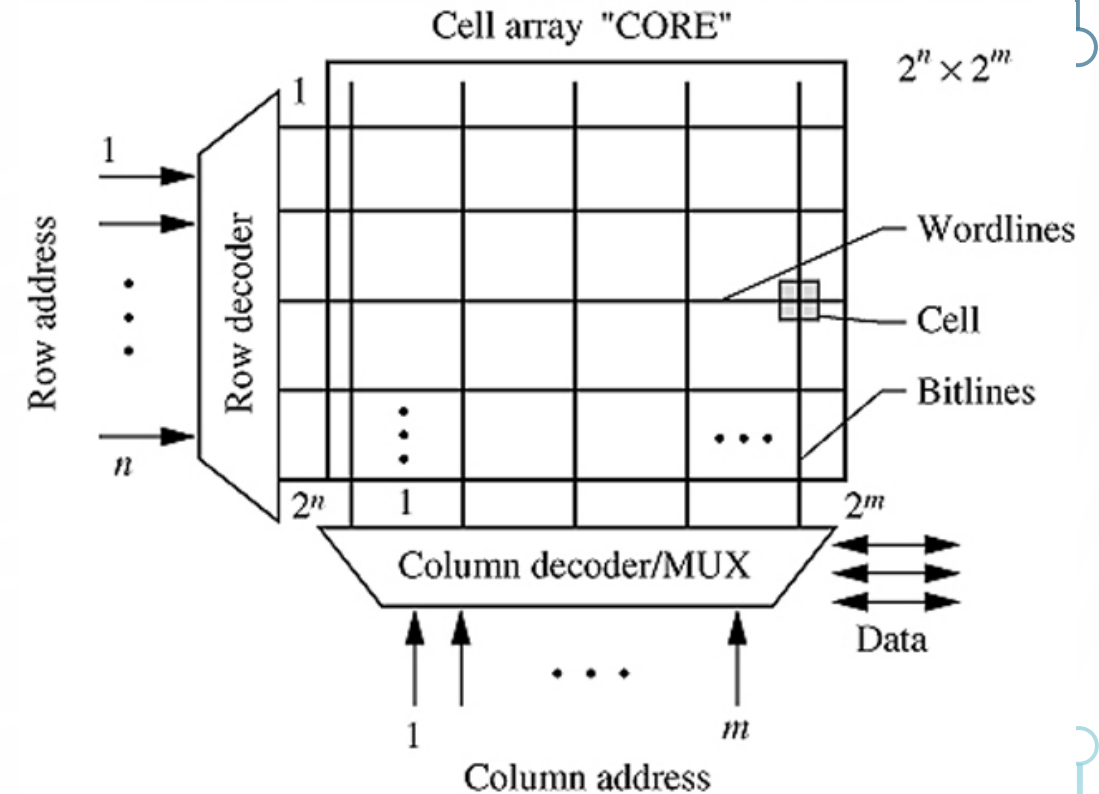 Cell array "CORE"
2ⁿ × 2ᵐ
1
1
Row address
Row decoder
Wordlines
Cell
Bitlines
n
2ⁿ
1
2ᵐ
Column decoder/MUX
Data
1
m
Column address